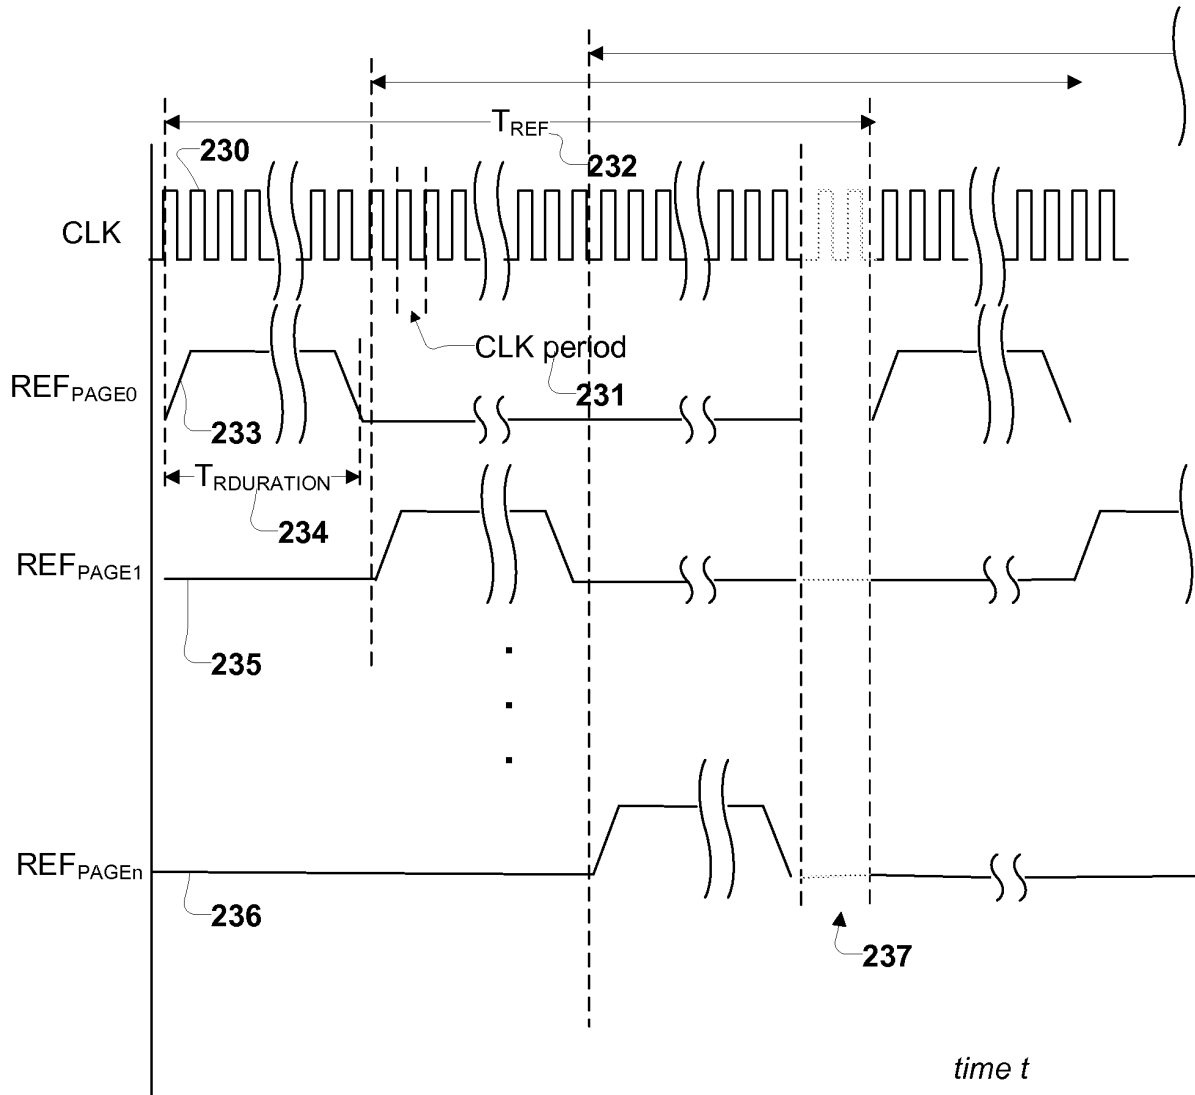 T_REF
230
232
CLK
CLK period
231
REF_PAGE0
233
T_RDURATION
234
REF_PAGE1
235
REF_PAGEn
236
237
time t